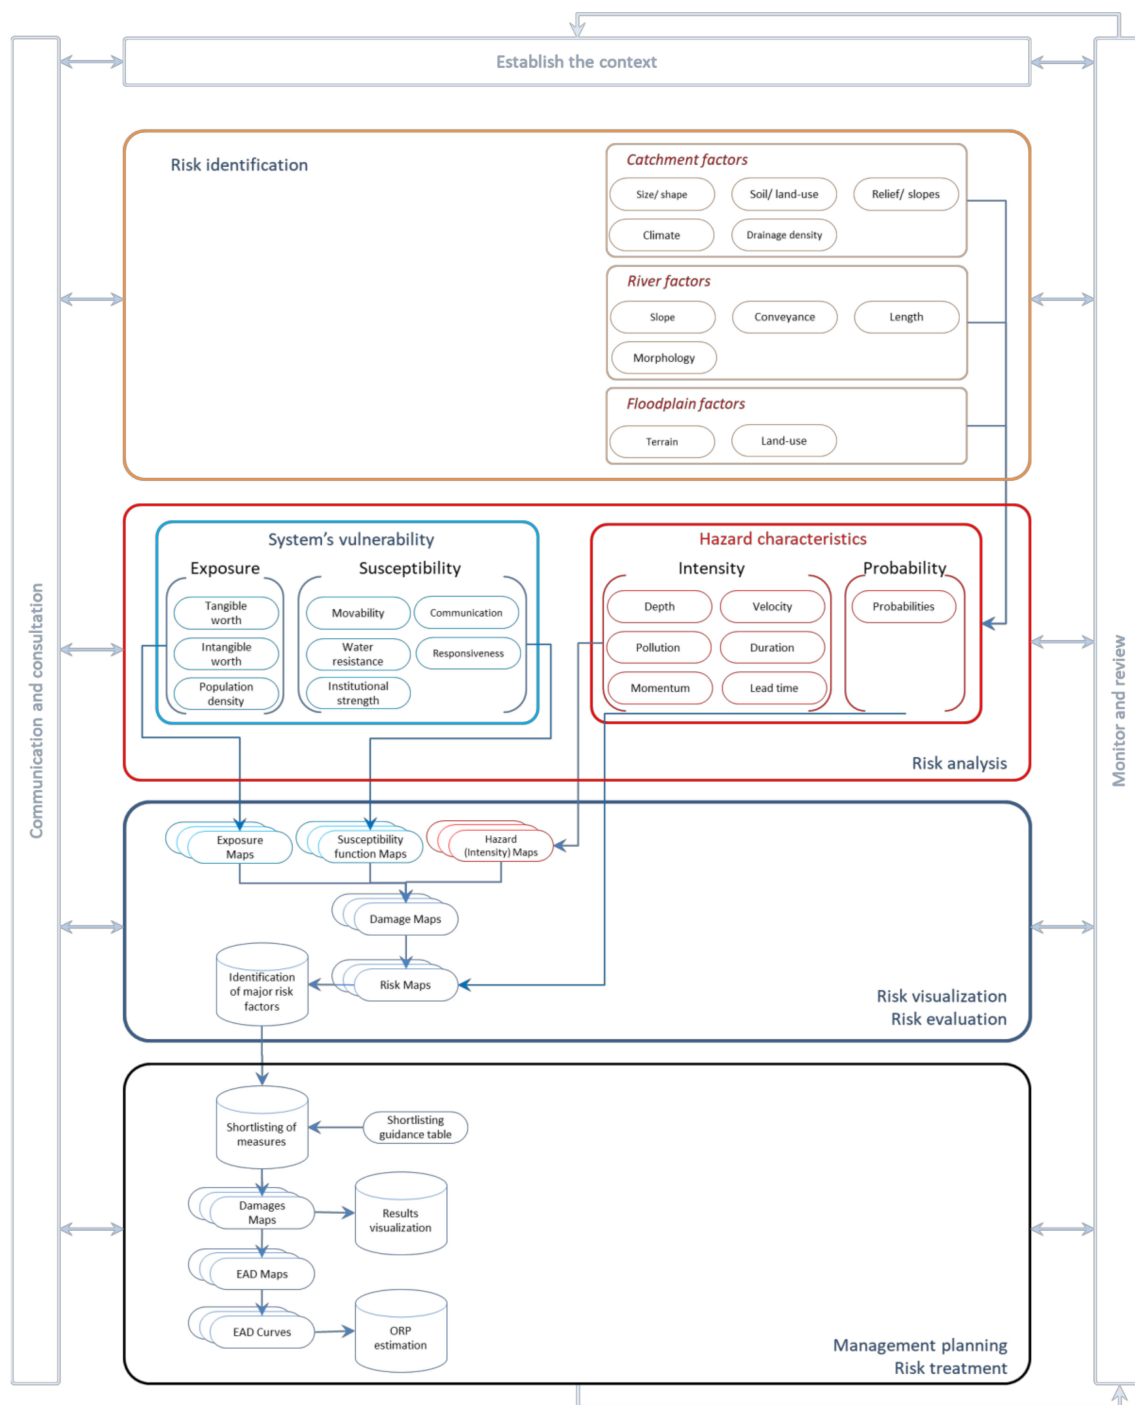 Establish the context
Communication and consultation
Monitor and review
Risk identification
Catchment factors
Size/ shape
Soil/ land-use
Relief/ slopes
Climate
Drainage density
River factors
Slope
Conveyance
Length
Morphology
Floodplain factors
Terrain
Land-use
System's vulnerability
Exposure
Susceptibility
Tangible
worth
Intangible
worth
Population
density
Movability
Communication
Water
resistance
Responsiveness
Institutional
strength
Hazard characteristics
Intensity
Probability
Depth
Velocity
Probabilities
Pollution
Duration
Momentum
Lead time
Risk analysis
Exposure
Maps
Susceptibility
function Maps
Hazard
(Intensity) Maps
Damage Maps
Risk Maps
Identification
of major risk
factors
Risk visualization
Risk evaluation
Shortlisting of
measures
Shortlisting
guidance table
Damages
Maps
Results
visualization
EAD Maps
EAD Curves
ORP
estimation
Management planning
Risk treatment